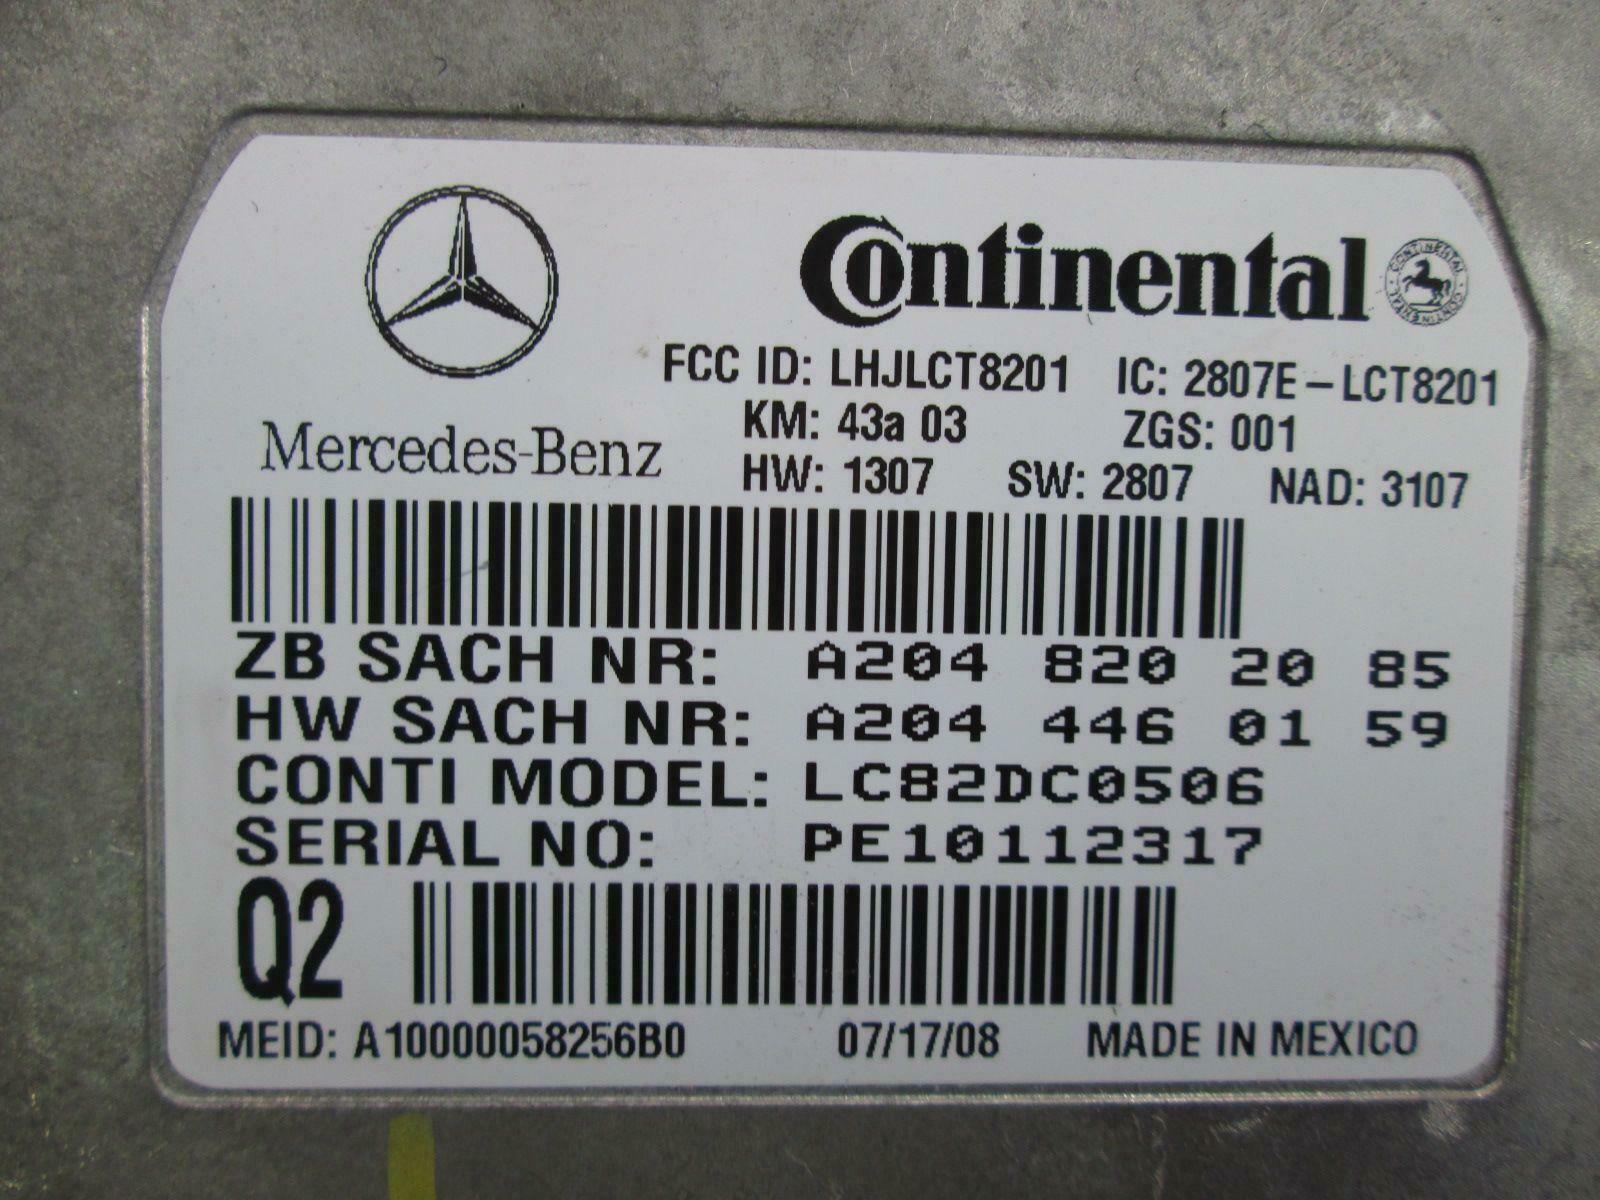 Continental
CONTINENTAL · CONTINENTAL ·
FCC ID: LHJLCT8201 IC: 2807E-LCT8201
KM: 43a 03 ZGS: 001
Mercedes-Benz
HW: 1307 SW: 2807 NAD: 3107
ZB SACH NR: A204 820 20 85
HW SACH NR: A204 446 01 59
CONTI MODEL: LC82DC0506
SERIAL NO: PE10112317
Q2
MEID: A10000058256B0 07/17/08 MADE IN MEXICO